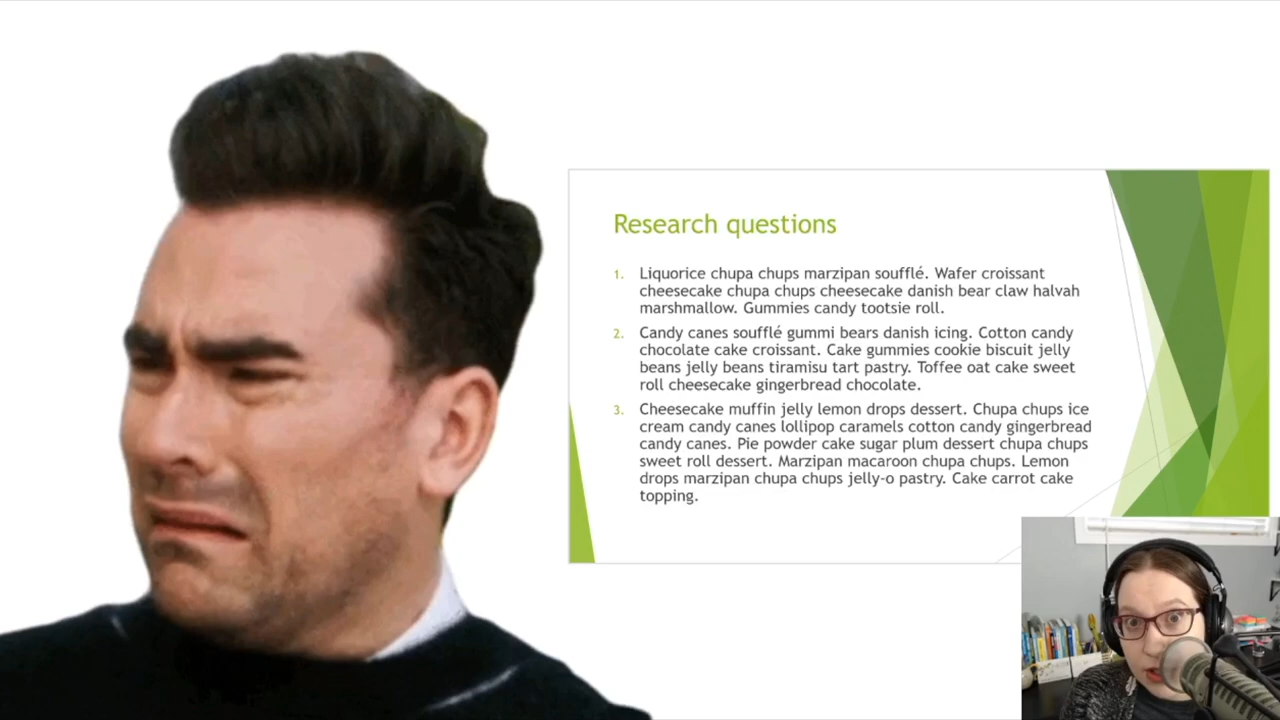 Research questions
1. Liquorice chupa chups marzipan soufflé. Wafer croissant
cheesecake chupa chups cheesecake danish bear claw halvah
marshmallow. Gummies candy tootsie roll.
2. Candy canes soufflé gummi bears danish icing. Cotton candy
chocolate cake croissant. Cake gummies cookie biscuit jelly
beans jelly beans tiramisu tart pastry. Toffee oat cake sweet
roll cheesecake gingerbread chocolate.
3. Cheesecake muffin jelly lemon drops dessert. Chupa chups ice
cream candy canes lollipop caramels cotton candy gingerbread
candy canes. Pie powder cake sugar plum dessert chupa chups
sweet roll dessert. Marzipan macaroon chupa chups. Lemon
drops marzipan chupa chups jelly-o pastry. Cake carrot cake
topping.